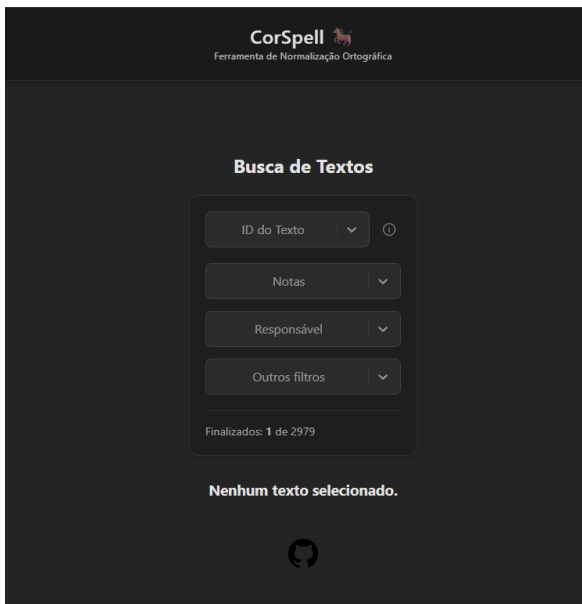 CorSpell
Ferramenta de Normalização Ortográfica
Busca de Textos
ID do Texto
Notas
Responsável
Outros filtros
Finalizados: 1 de 2979
Nenhum texto selecionado.